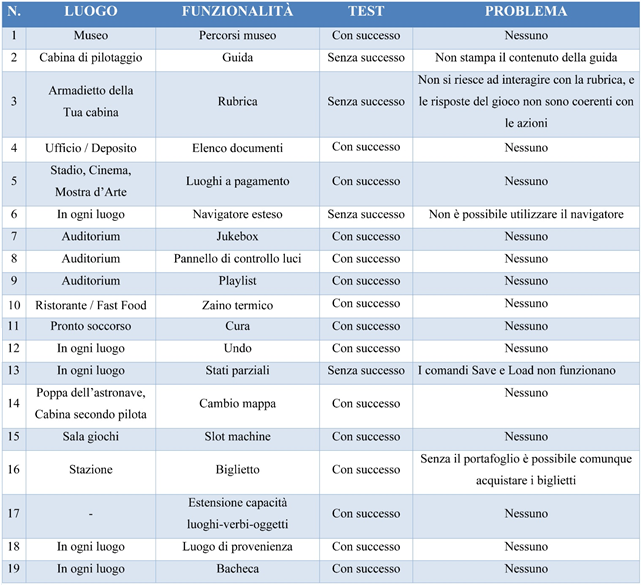 N. LUOGO FUNZIONALITÀ TEST PROBLEMA
1 Museo Percorsi museo Con successo Nessuno
2 Cabina di pilotaggio Guida Senza successo Non stampa il contenuto della guida
3 Armadietto della
Tua cabina Rubrica Senza successo Non si riesce ad interagire con la rubrica, e
le risposte del gioco non sono coerenti con
le azioni
4 Ufficio / Deposito Elenco documenti Con successo Nessuno
5 Stadio, Cinema,
Mostra d’Arte Luoghi a pagamento Con successo Nessuno
6 In ogni luogo Navigatore esteso Senza successo Non è possibile utilizzare il navigatore
7 Auditorium Jukebox Con successo Nessuno
8 Auditorium Pannello di controllo luci Con successo Nessuno
9 Auditorium Playlist Con successo Nessuno
10 Ristorante / Fast Food Zaino termico Con successo Nessuno
11 Pronto soccorso Cura Con successo Nessuno
12 In ogni luogo Undo Con successo Nessuno
13 In ogni luogo Stati parziali Senza successo I comandi Save e Load non funzionano
14 Poppa dell’astronave,
Cabina secondo pilota Cambio mappa Con successo Nessuno
15 Sala giochi Slot machine Con successo Nessuno
16 Stazione Biglietto Con successo Senza il portafoglio è possibile comunque
acquistare i biglietti
17 - Estensione capacità
luoghi-verbi-oggetti Con successo Nessuno
18 In ogni luogo Luogo di provenienza Con successo Nessuno
19 In ogni luogo Bacheca Con successo Nessuno